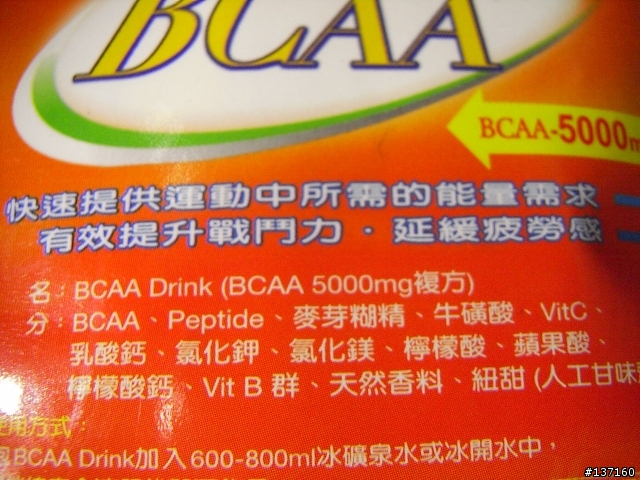 BCAA
BCAA-5000m
快速提供運動中所需的能量需求
有效提升戰鬥力·延緩疲勞感
名：BCAA Drink (BCAA 5000mg複方)
分：BCAA、Peptide、麥芽糊精、牛磺酸、VitC、
乳酸鈣、氯化鉀、氯化鎂、檸檬酸、蘋果酸、
檸檬酸鈣、Vit B 群、天然香料、紐甜 (人工甘味
使用方式：
BCAA Drink加入 600-800ml冰礦泉水或冰開水中，
#137160